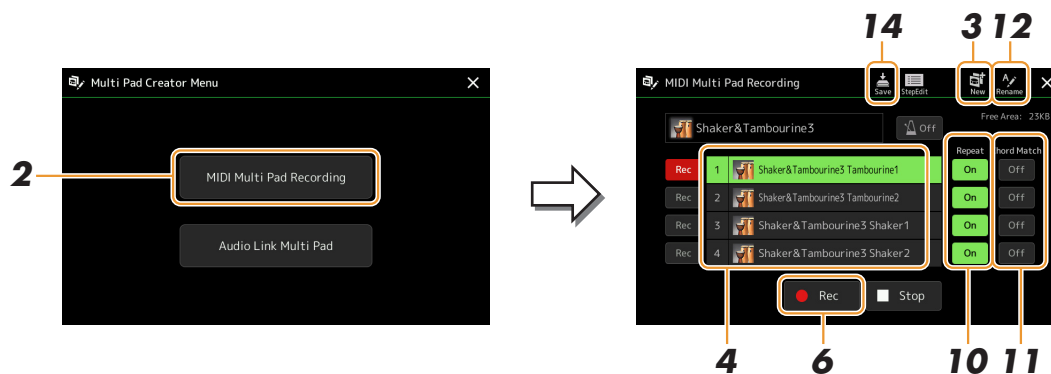 14 3 12
Multi Pad Creator Menu
MIDI Multi Pad Recording
Save
StepEdit
New
Rename
Free Area: 23KB
Shaker&Tambourine3
Off
Repeat
hord Match
2
MIDI Multi Pad Recording
Rec 1 Shaker&Tambourine3 Tambourine1 On Off
Rec 2 Shaker&Tambourine3 Tambourine2 On Off
Rec 3 Shaker&Tambourine3 Shaker1 On Off
Audio Link Multi Pad
Rec 4 Shaker&Tambourine3 Shaker2 On Off
Rec
Stop
4 6 10 11